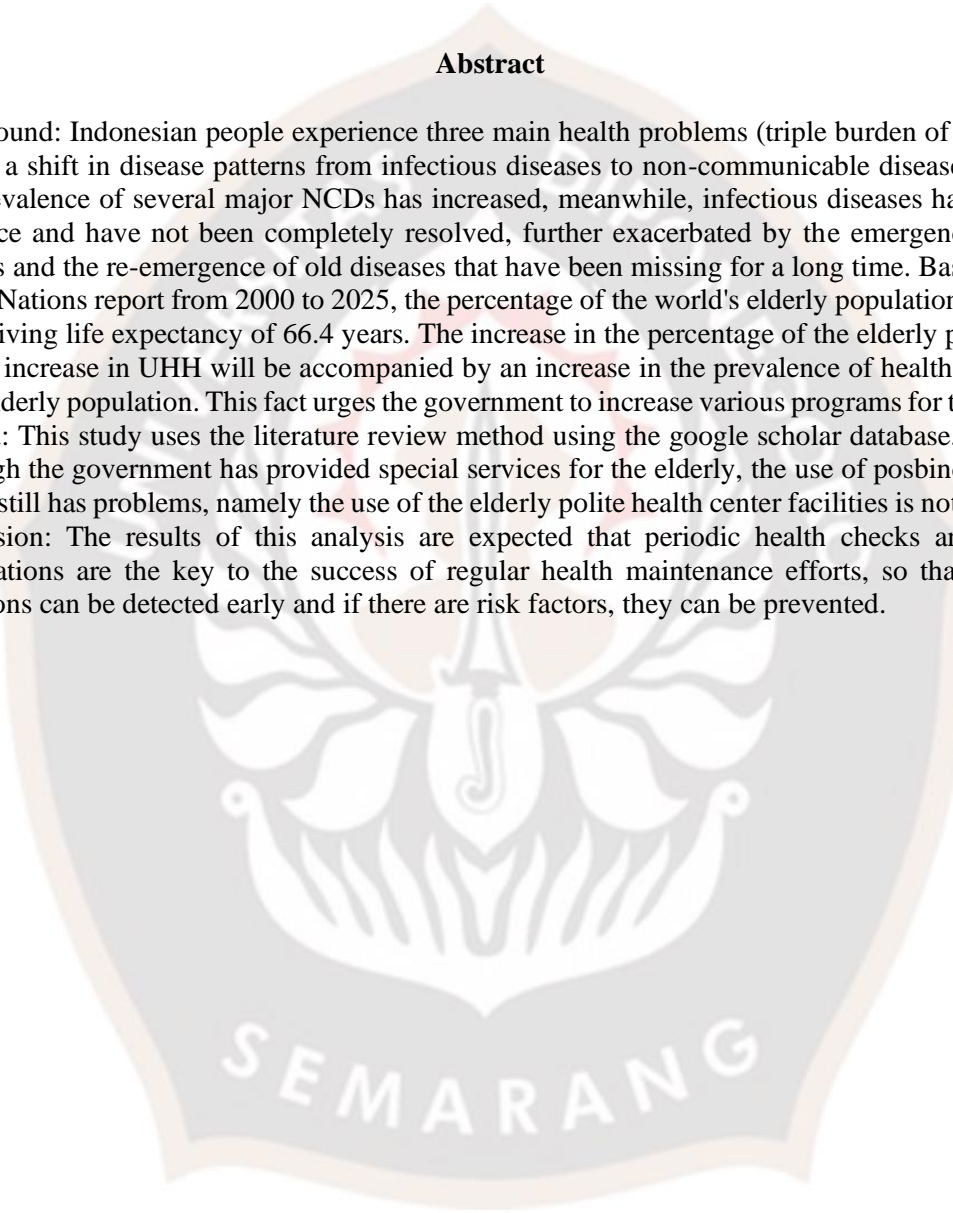 Abstract
ound: Indonesian people experience three main health problems (triple burden of
a shift in disease patterns from infectious diseases to non-communicable disease
valence of several major NCDs has increased, meanwhile, infectious diseases ha
ce and have not been completely resolved, further exacerbated by the emergen
s and the re-emergence of old diseases that have been missing for a long time. Bas
Nations report from 2000 to 2025, the percentage of the world's elderly population
iving life expectancy of 66.4 years. The increase in the percentage of the elderly p
increase in UHH will be accompanied by an increase in the prevalence of health
derly population. This fact urges the government to increase various programs for t
: This study uses the literature review method using the google scholar database.
gh the government has provided special services for the elderly, the use of posbin
still has problems, namely the use of the elderly polite health center facilities is not
sion: The results of this analysis are expected that periodic health checks an
ations are the key to the success of regular health maintenance efforts, so tha
ons can be detected early and if there are risk factors, they can be prevented.
UNIVERSITAS DIPONEGORO
SEMARANG